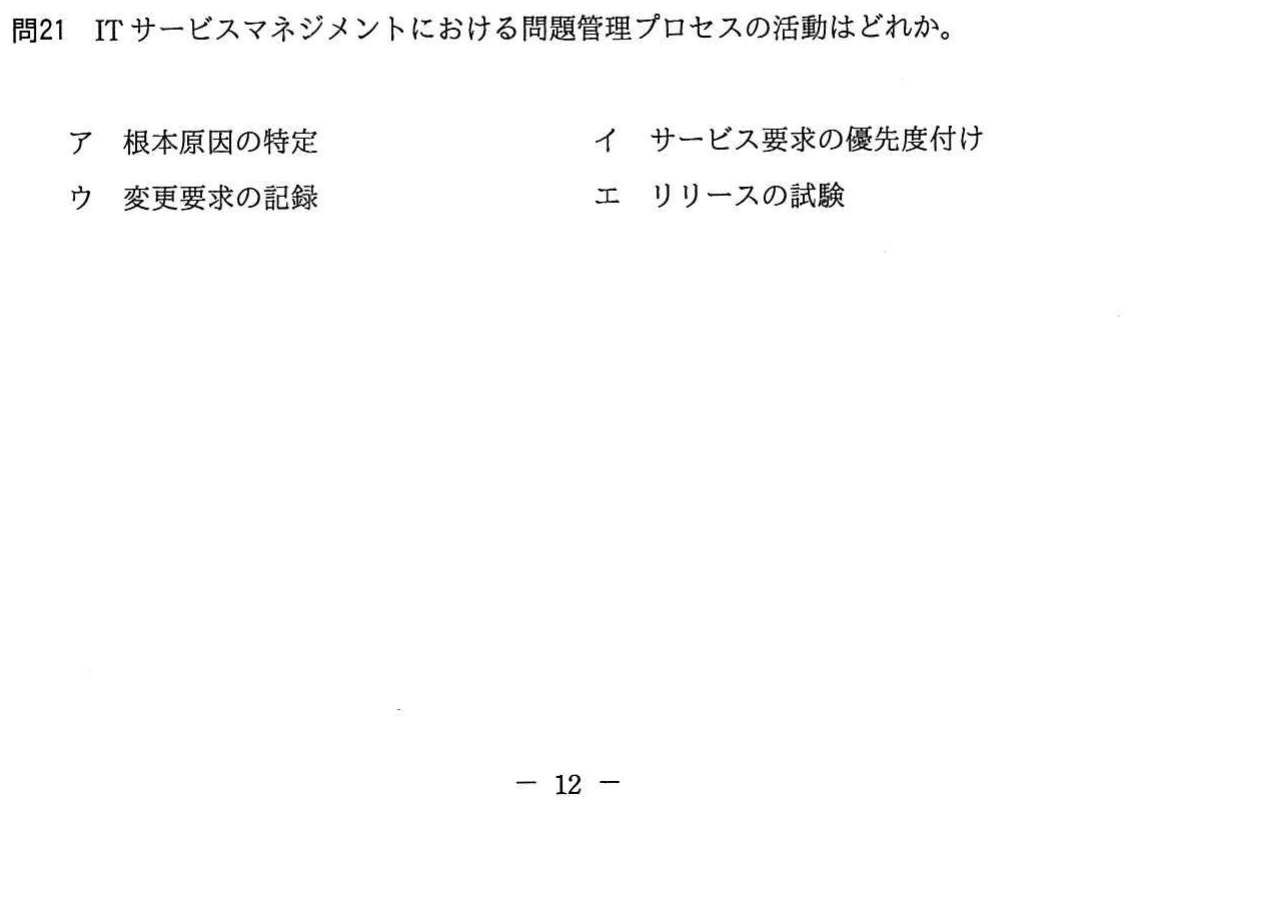 問21 ITサービスマネジメントにおける問題管理プロセスの活動はどれか。
ア 根本原因の特定 イ サービス要求の優先度付け
ウ 変更要求の記録 エ リリースの試験
－ 12 －